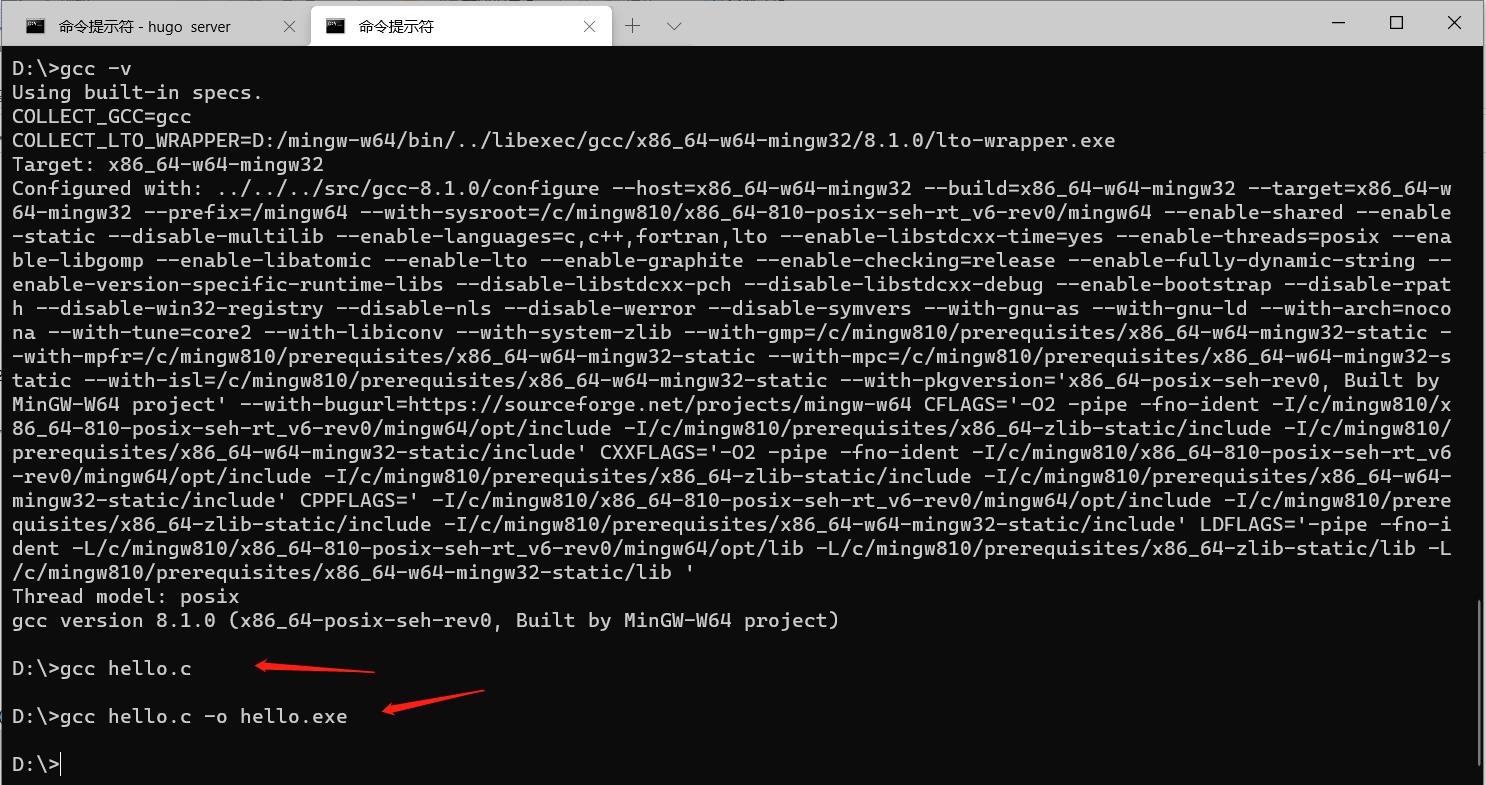 命令提示符 - hugo server
命令提示符
D:\>gcc -v
Using built-in specs.
COLLECT_GCC=gcc
COLLECT_LTO_WRAPPER=D:/mingw-w64/bin/../libexec/gcc/x86_64-w64-mingw32/8.1.0/lto-wrapper.exe
Target: x86_64-w64-mingw32
Configured with: ../../../src/gcc-8.1.0/configure --host=x86_64-w64-mingw32 --build=x86_64-w64-mingw32 --target=x86_64-w
64-mingw32 --prefix=/mingw64 --with-sysroot=/c/mingw810/x86_64-810-posix-seh-rt_v6-rev0/mingw64 --enable-shared --enable
-static --disable-multilib --enable-languages=c,c++,fortran,lto --enable-libstdcxx-time=yes --enable-threads=posix --ena
ble-libgomp --enable-libatomic --enable-lto --enable-graphite --enable-checking=release --enable-fully-dynamic-string --
enable-version-specific-runtime-libs --disable-libstdcxx-pch --disable-libstdcxx-debug --enable-bootstrap --disable-rpat
h --disable-win32-registry --disable-nls --disable-werror --disable-symvers --with-gnu-as --with-gnu-ld --with-arch=noco
na --with-tune=core2 --with-libiconv --with-system-zlib --with-gmp=/c/mingw810/prerequisites/x86_64-w64-mingw32-static -
-with-mpfr=/c/mingw810/prerequisites/x86_64-w64-mingw32-static --with-mpc=/c/mingw810/prerequisites/x86_64-w64-mingw32-s
tatic --with-isl=/c/mingw810/prerequisites/x86_64-w64-mingw32-static --with-pkgversion='x86_64-posix-seh-rev0, Built by
MinGW-W64 project' --with-bugurl=https://sourceforge.net/projects/mingw-w64 CFLAGS='-O2 -pipe -fno-ident -I/c/mingw810/x
86_64-810-posix-seh-rt_v6-rev0/mingw64/opt/include -I/c/mingw810/prerequisites/x86_64-zlib-static/include -I/c/mingw810/
prerequisites/x86_64-w64-mingw32-static/include' CXXFLAGS='-O2 -pipe -fno-ident -I/c/mingw810/x86_64-810-posix-seh-rt_v6
-rev0/mingw64/opt/include -I/c/mingw810/prerequisites/x86_64-zlib-static/include -I/c/mingw810/prerequisites/x86_64-w64-
mingw32-static/include' CPPFLAGS=' -I/c/mingw810/x86_64-810-posix-seh-rt_v6-rev0/mingw64/opt/include -I/c/mingw810/prere
quisites/x86_64-zlib-static/include -I/c/mingw810/prerequisites/x86_64-w64-mingw32-static/include' LDFLAGS='-pipe -fno-i
dent -L/c/mingw810/x86_64-810-posix-seh-rt_v6-rev0/mingw64/opt/lib -L/c/mingw810/prerequisites/x86_64-zlib-static/lib -L
/c/mingw810/prerequisites/x86_64-w64-mingw32-static/lib '
Thread model: posix
gcc version 8.1.0 (x86_64-posix-seh-rev0, Built by MinGW-W64 project)
D:\>gcc hello.c
D:\>gcc hello.c -o hello.exe
D:\>